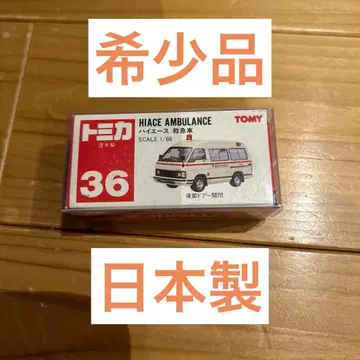 希少品
トミカ
日本製
36
HIACE AMBULANCE
ハイエース 救急車
SCALE 1/66
TOMY
後部ドアー開閉
日本製